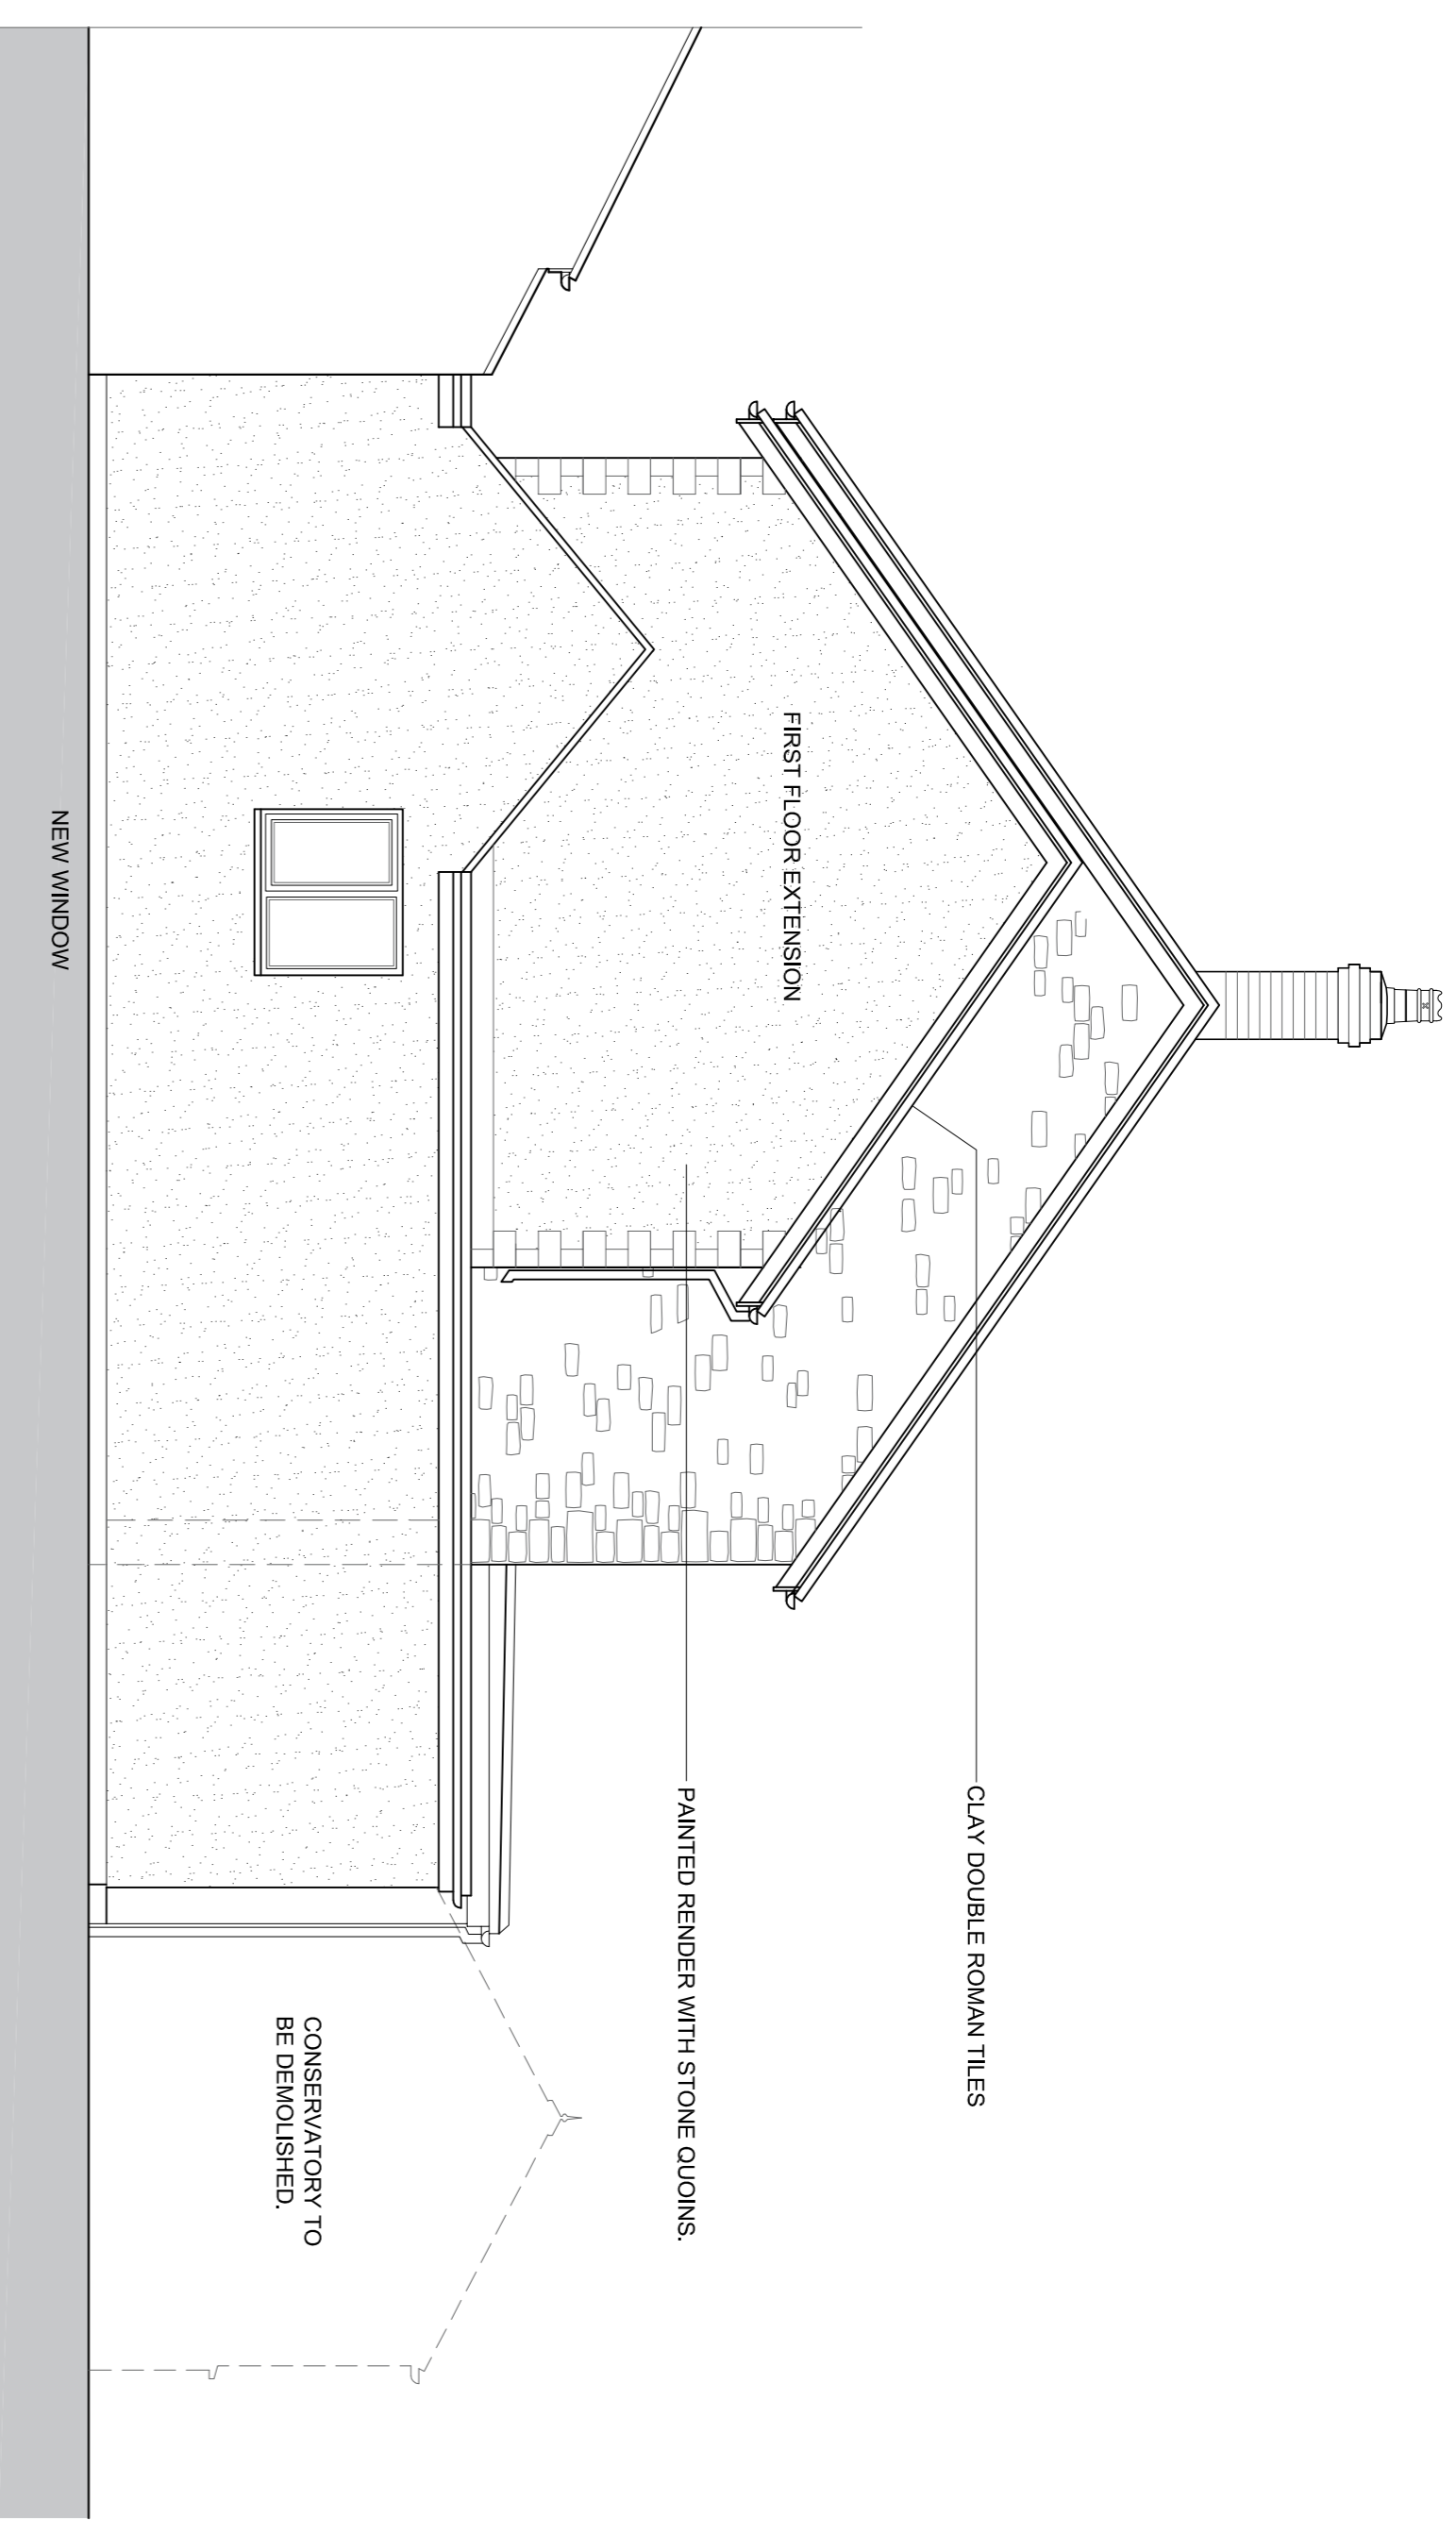 CLAY DOUBLE ROMAN TILES
FIRST FLOOR EXTENSION
PAINTED RENDER WITH STONE QUOINS.
CONSERVATORY TO
BE DEMOLISHED.
NEW WINDOW